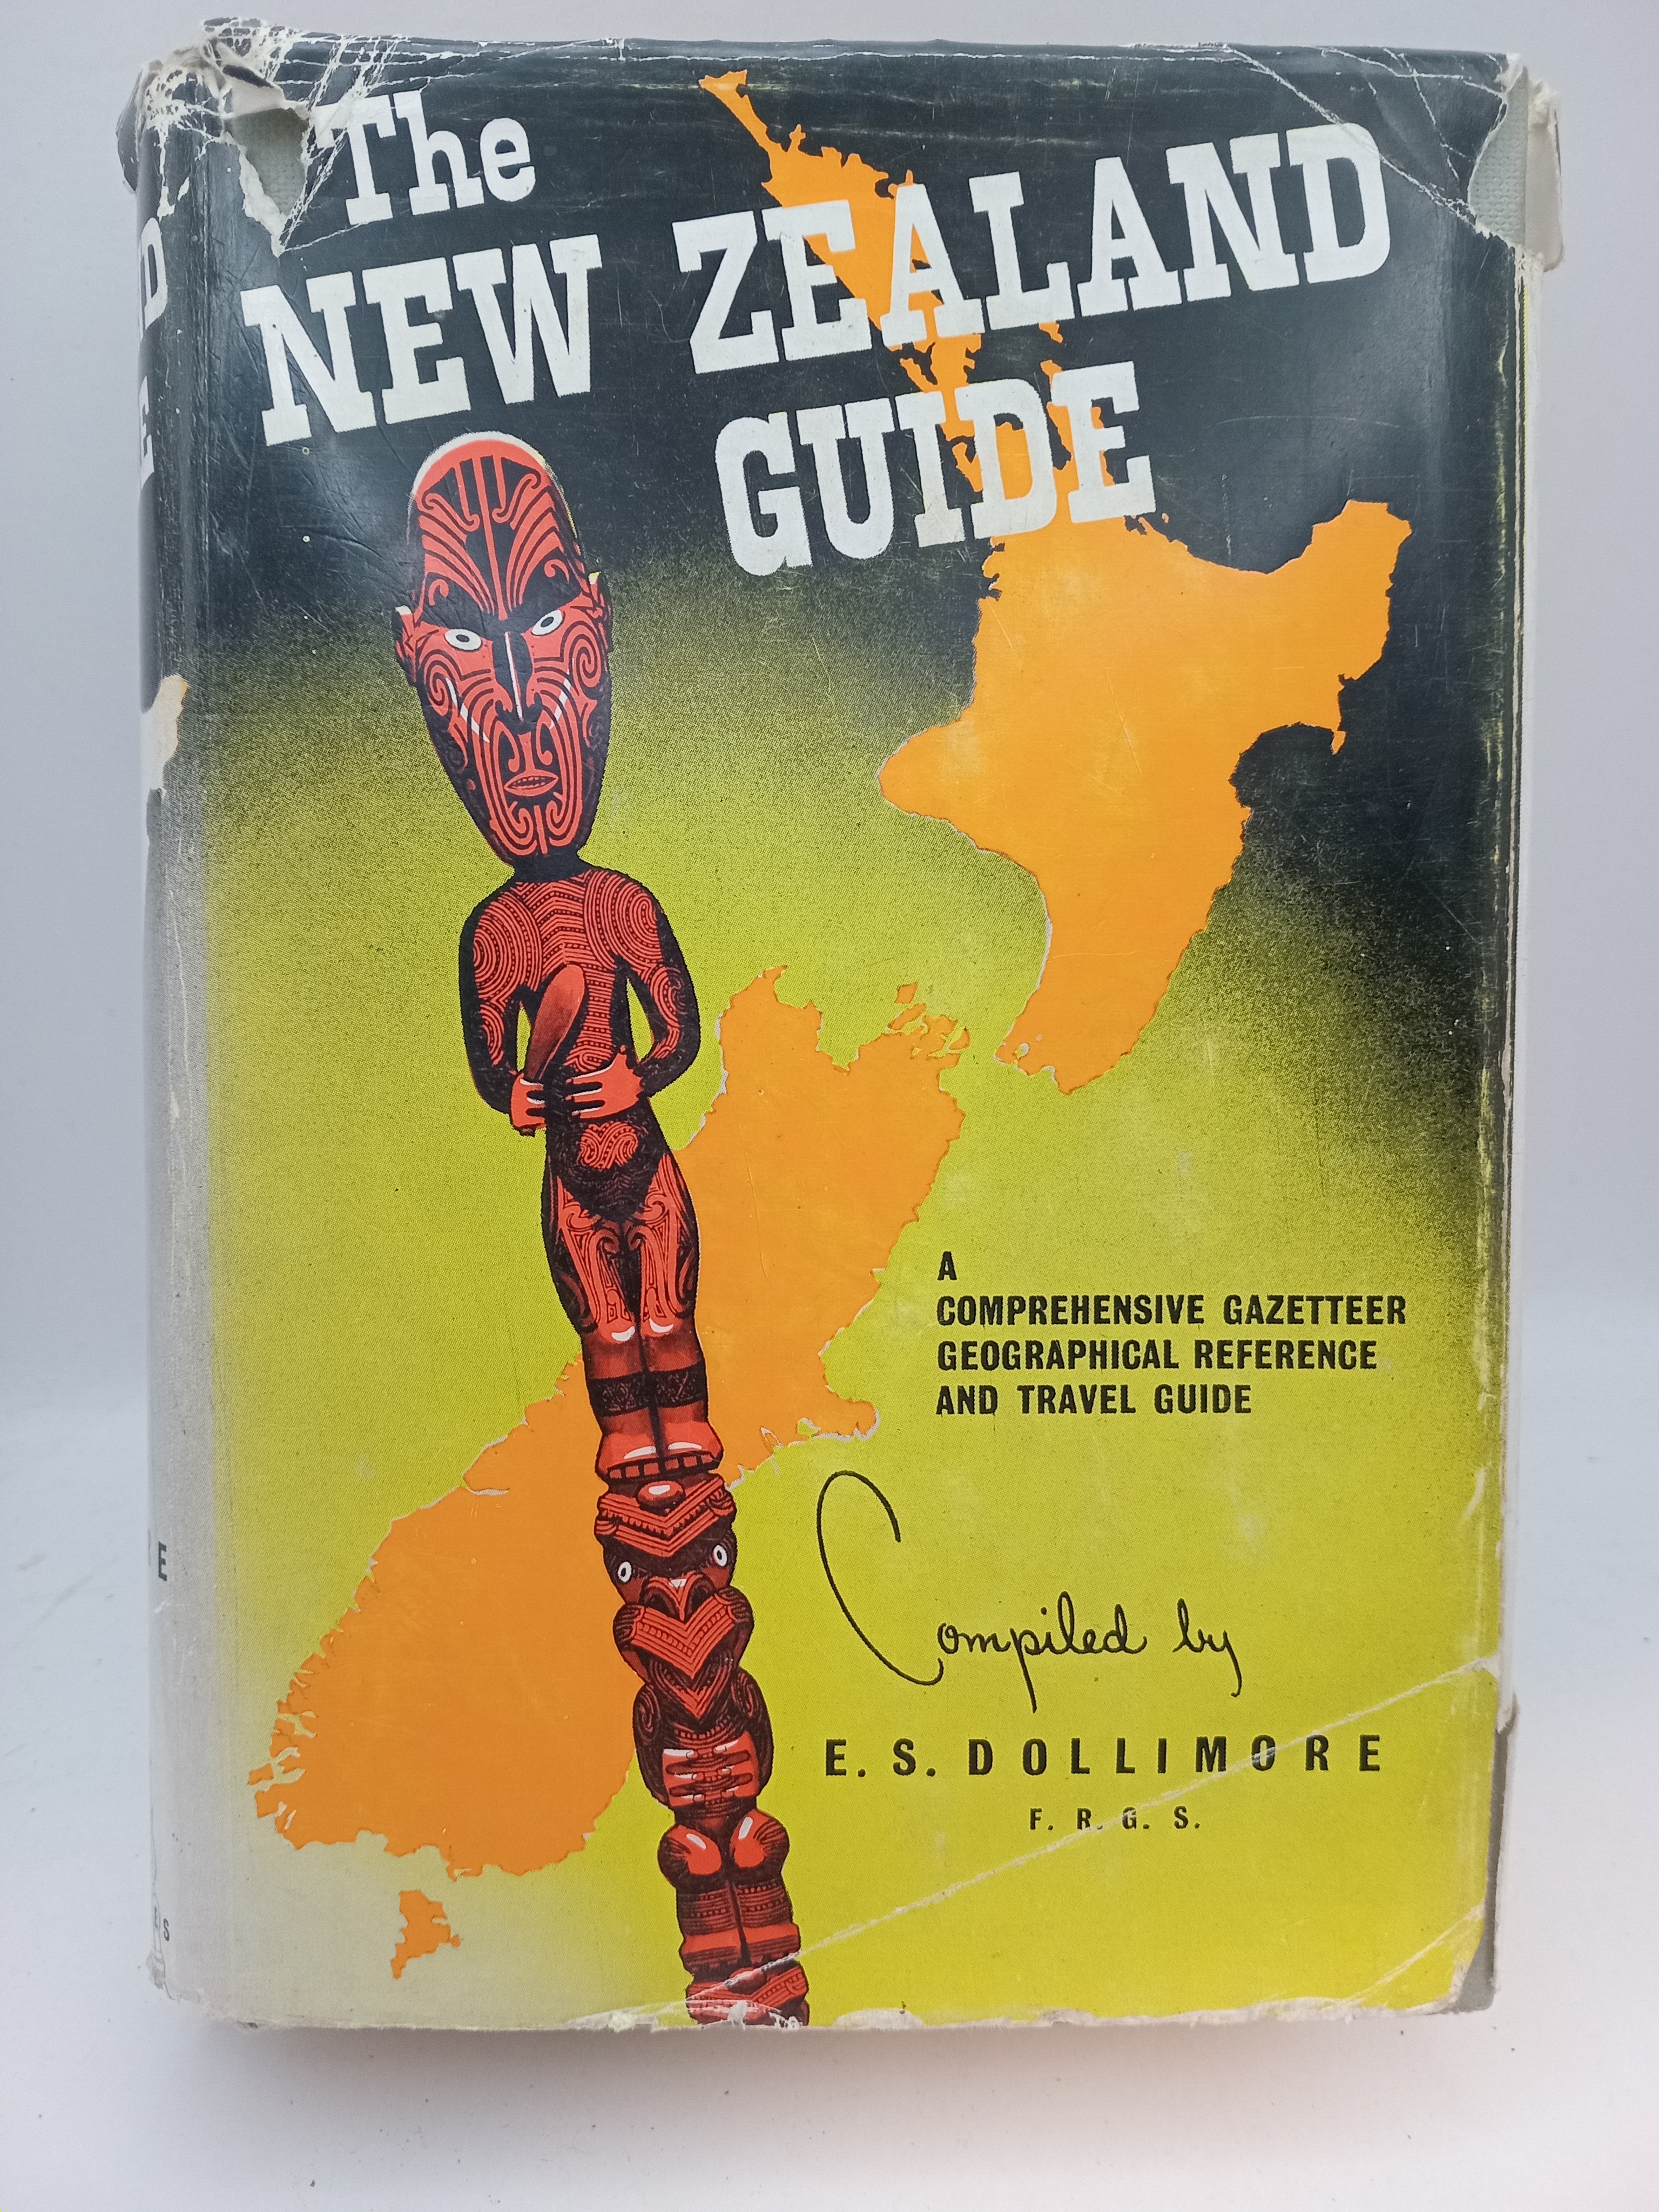 The
NEW ZEALAND
GUIDE
A
COMPREHENSIVE GAZETTEER
GEOGRAPHICAL REFERENCE
AND TRAVEL GUIDE
Compiled by
E. S. DOLLIMORE
F. R. G. S.